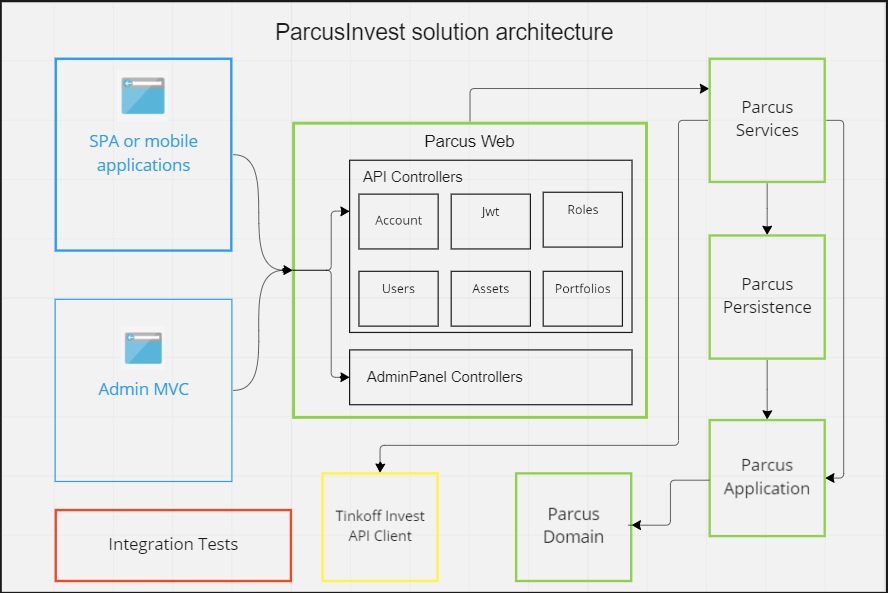 ParcusInvest solution architecture
SPA or mobile
applications
Admin MVC
Integration Tests
Parcus Web
API Controllers
Account
Jwt
Roles
Users
Assets
Portfolios
AdminPanel Controllers
Tinkoff Invest
API Client
Parcus
Domain
Parcus
Services
Parcus
Persistence
Parcus
Application